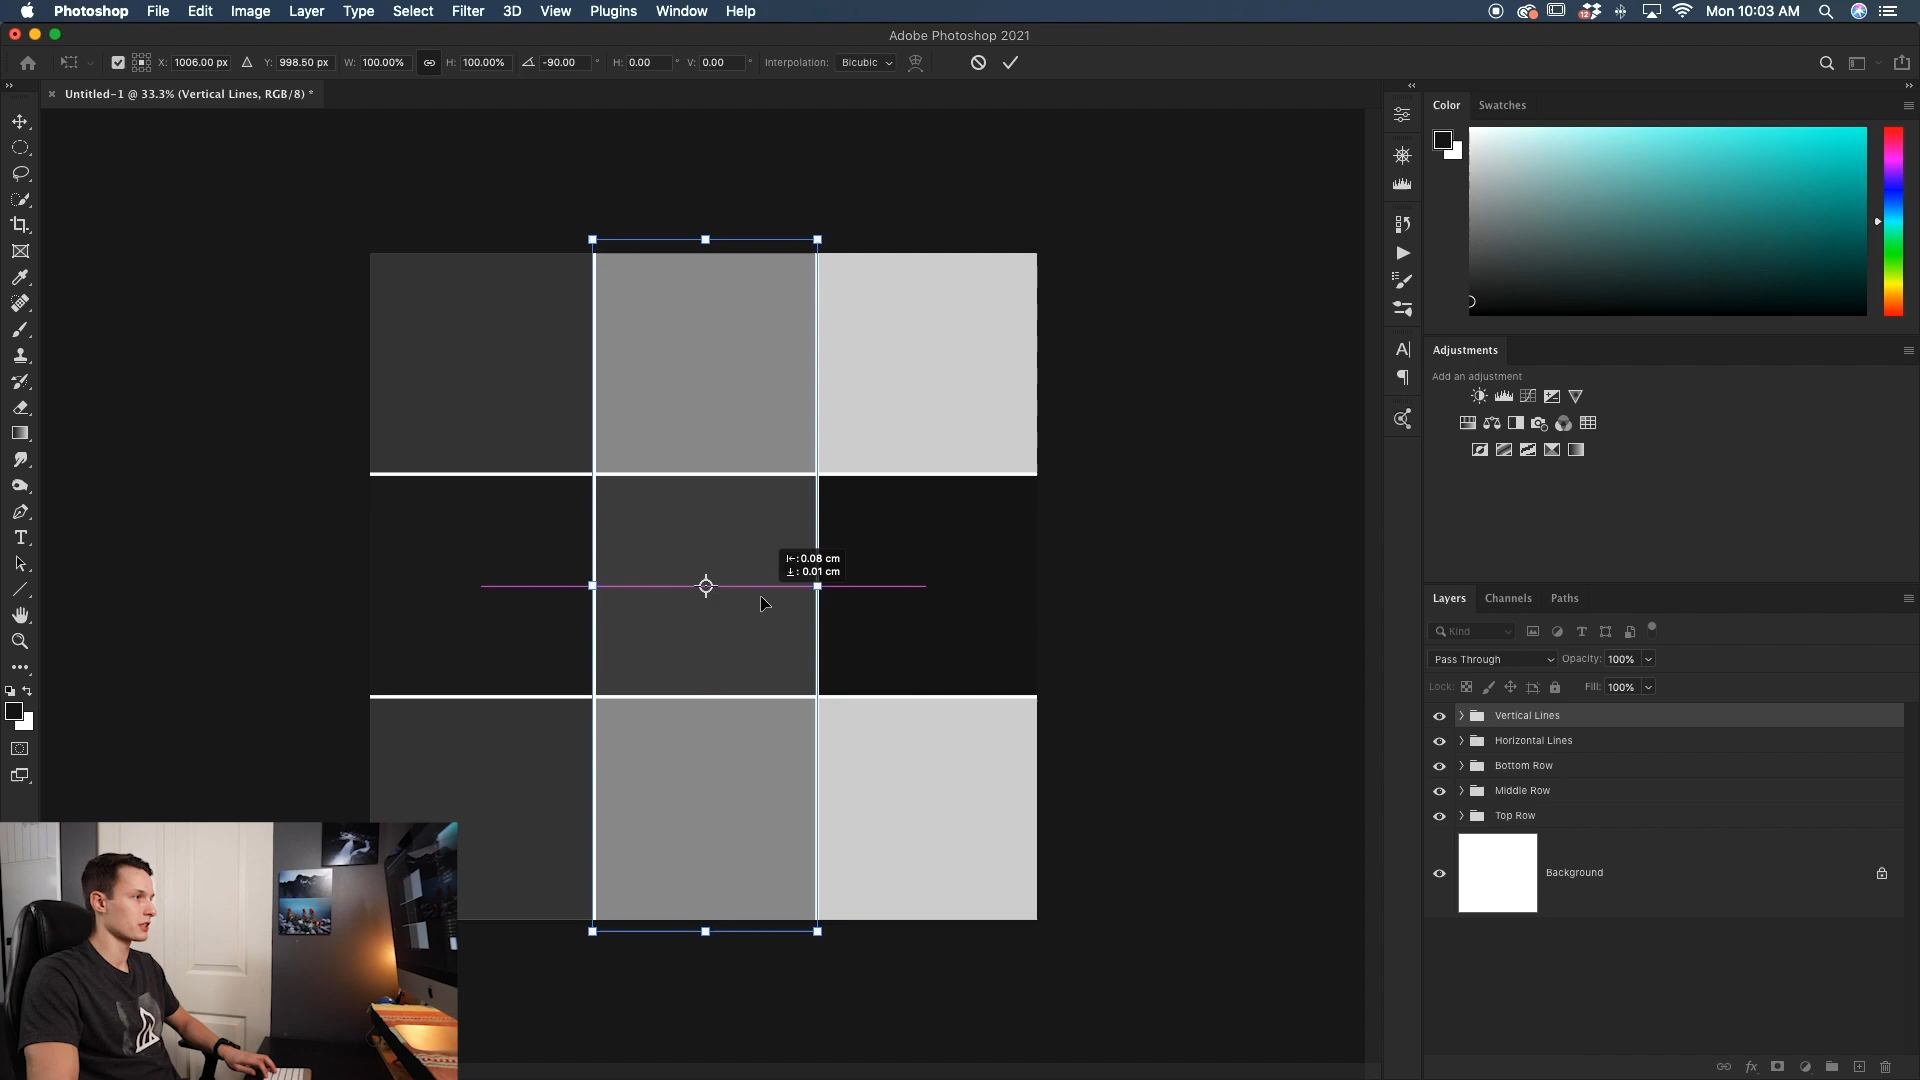 Photoshop File Edit Image Layer Type Select Filter 3D View Plugins Window Help
12
Mon 10:03 AM
Adobe Photoshop 2021
X: 1006.00 px
Y: 998.50 px
W: 100.00%
H: 100.00%
-90.00 °
H: 0.00 °
V: 0.00 °
Interpolation: Bicubic
Untitled-1 @ 33.3% (Vertical Lines, RGB/8) *
Color Swatches
Adjustments
Add an adjustment
: 0.08 cm
: 0.01 cm
Layers Channels Paths
Kind
Pass Through Opacity: 100%
Lock: Fill: 100%
Vertical Lines
Horizontal Lines
Bottom Row
Middle Row
Top Row
Background
fx